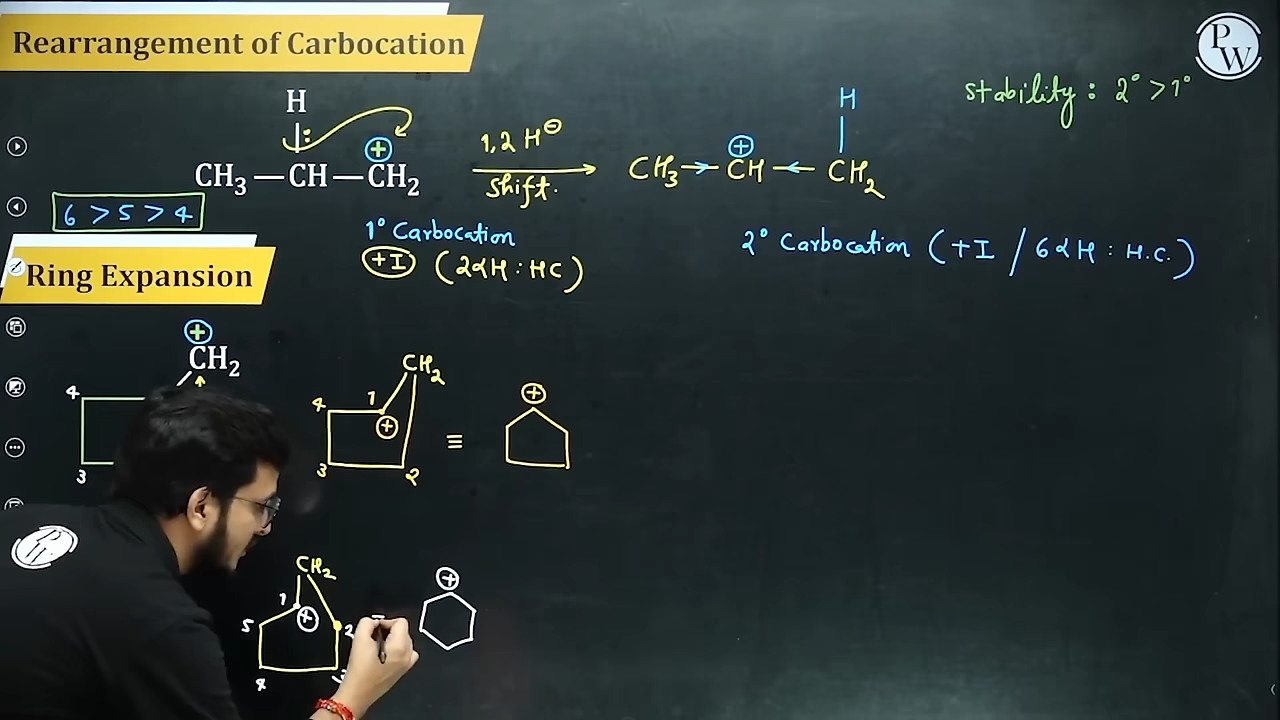 Rearrangement of Carbocation
PW
stability : 2° > 1°
H
CH₃ — CH — CH₂
⊕
1,2 H⊖
shift.
H
⊕
CH₃ — CH — CH₂
6 > 5 > 4
1° Carbocation
+I (2αH : HC)
2° Carbocation (+I / 6αH : H.C.)
Ring Expansion
⊕
CH₂
4
3
CH₂
4 1
⊕
3 2
≡
⊕
CH₂
1
⊕
5 2
4
⊕